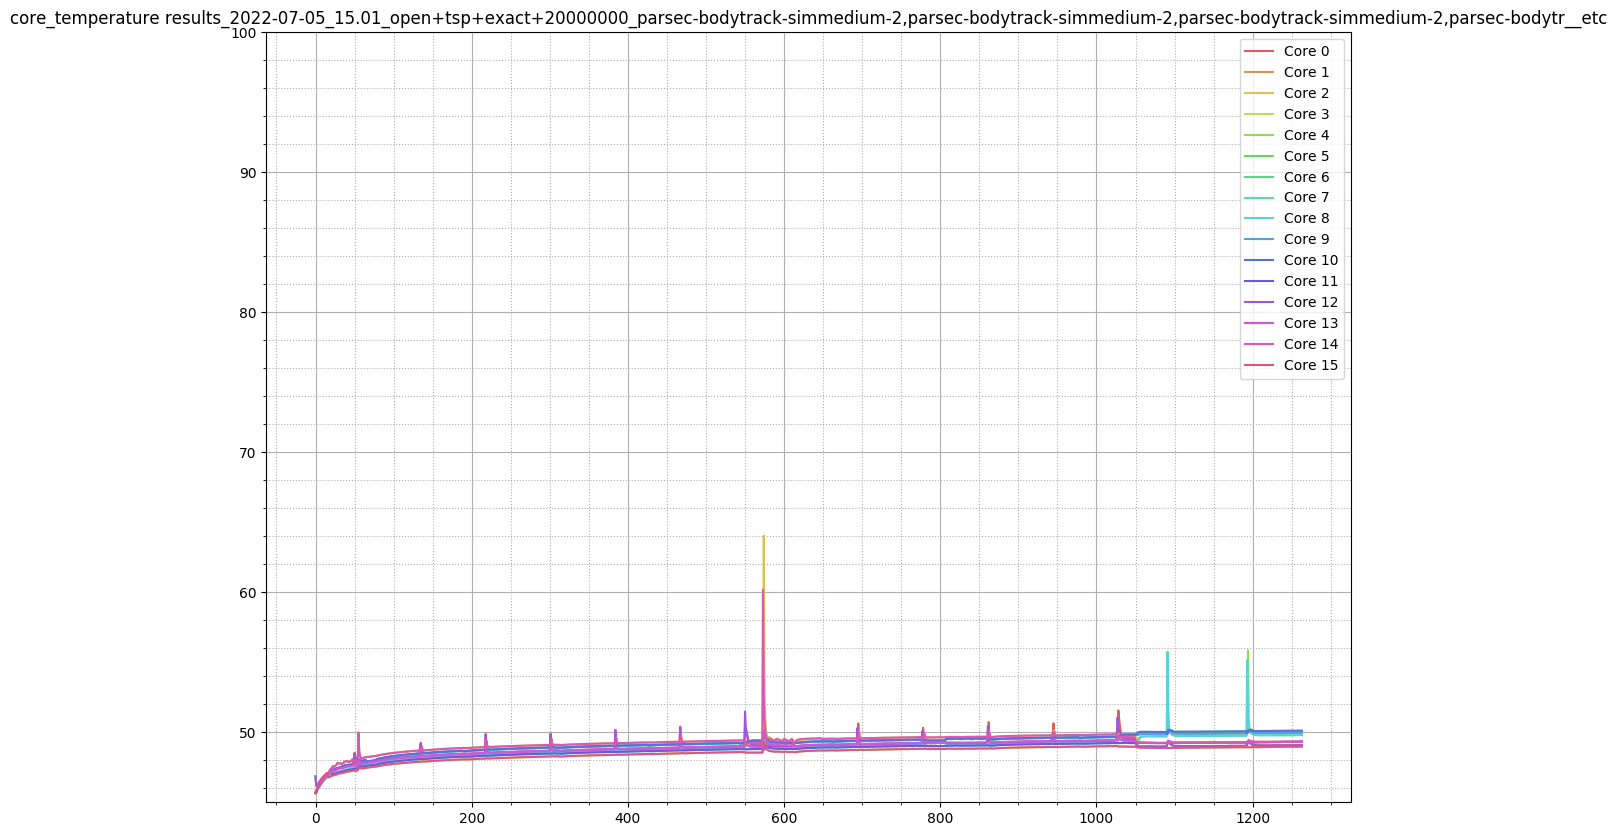 core_temperature results_2022-07-05_15.01_open+tsp+exact+20000000_parsec-bodytrack-simmedium-2,parsec-bodytrack-simmedium-2,parsec-bodytrack-simmedium-2,parsec-bodytr__etc
100
90
80
70
60
50
Core 0
Core 1
Core 2
Core 3
Core 4
Core 5
Core 6
Core 7
Core 8
Core 9
Core 10
Core 11
Core 12
Core 13
Core 14
Core 15
0 200 400 600 800 1000 1200